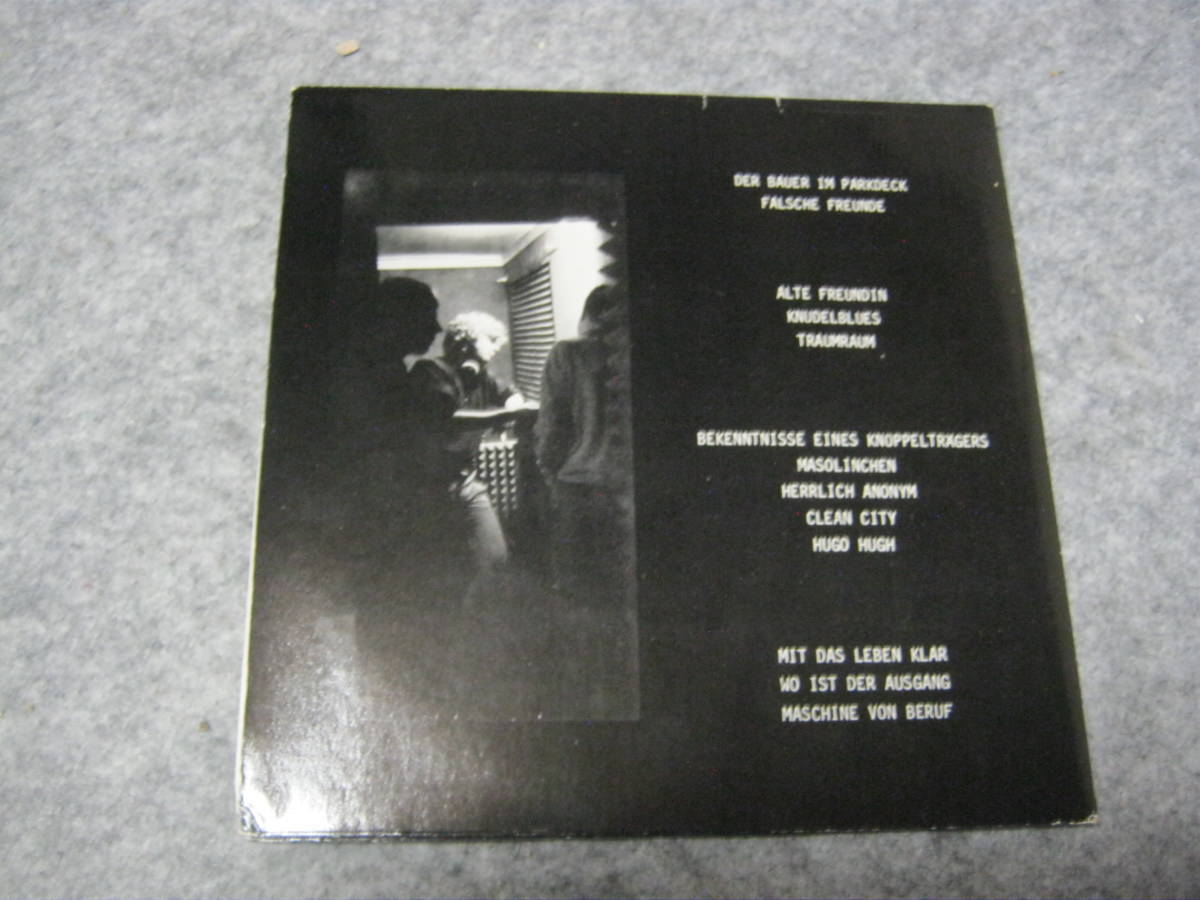 DER BAUER IM PARKDECK
FALSCHE FREUNDE
ALTE FREUNDIN
KNUDELBLUES
TRAUMRAUM
BEKENNTNISSE EINES KNOPPELTRÄGERS
MASOLINCHEN
HERRLICH ANONYM
CLEAN CITY
HUGO HUGH
MIT DAS LEBEN KLAR
WO IST DER AUSGANG
MASCHINE VON BERUF